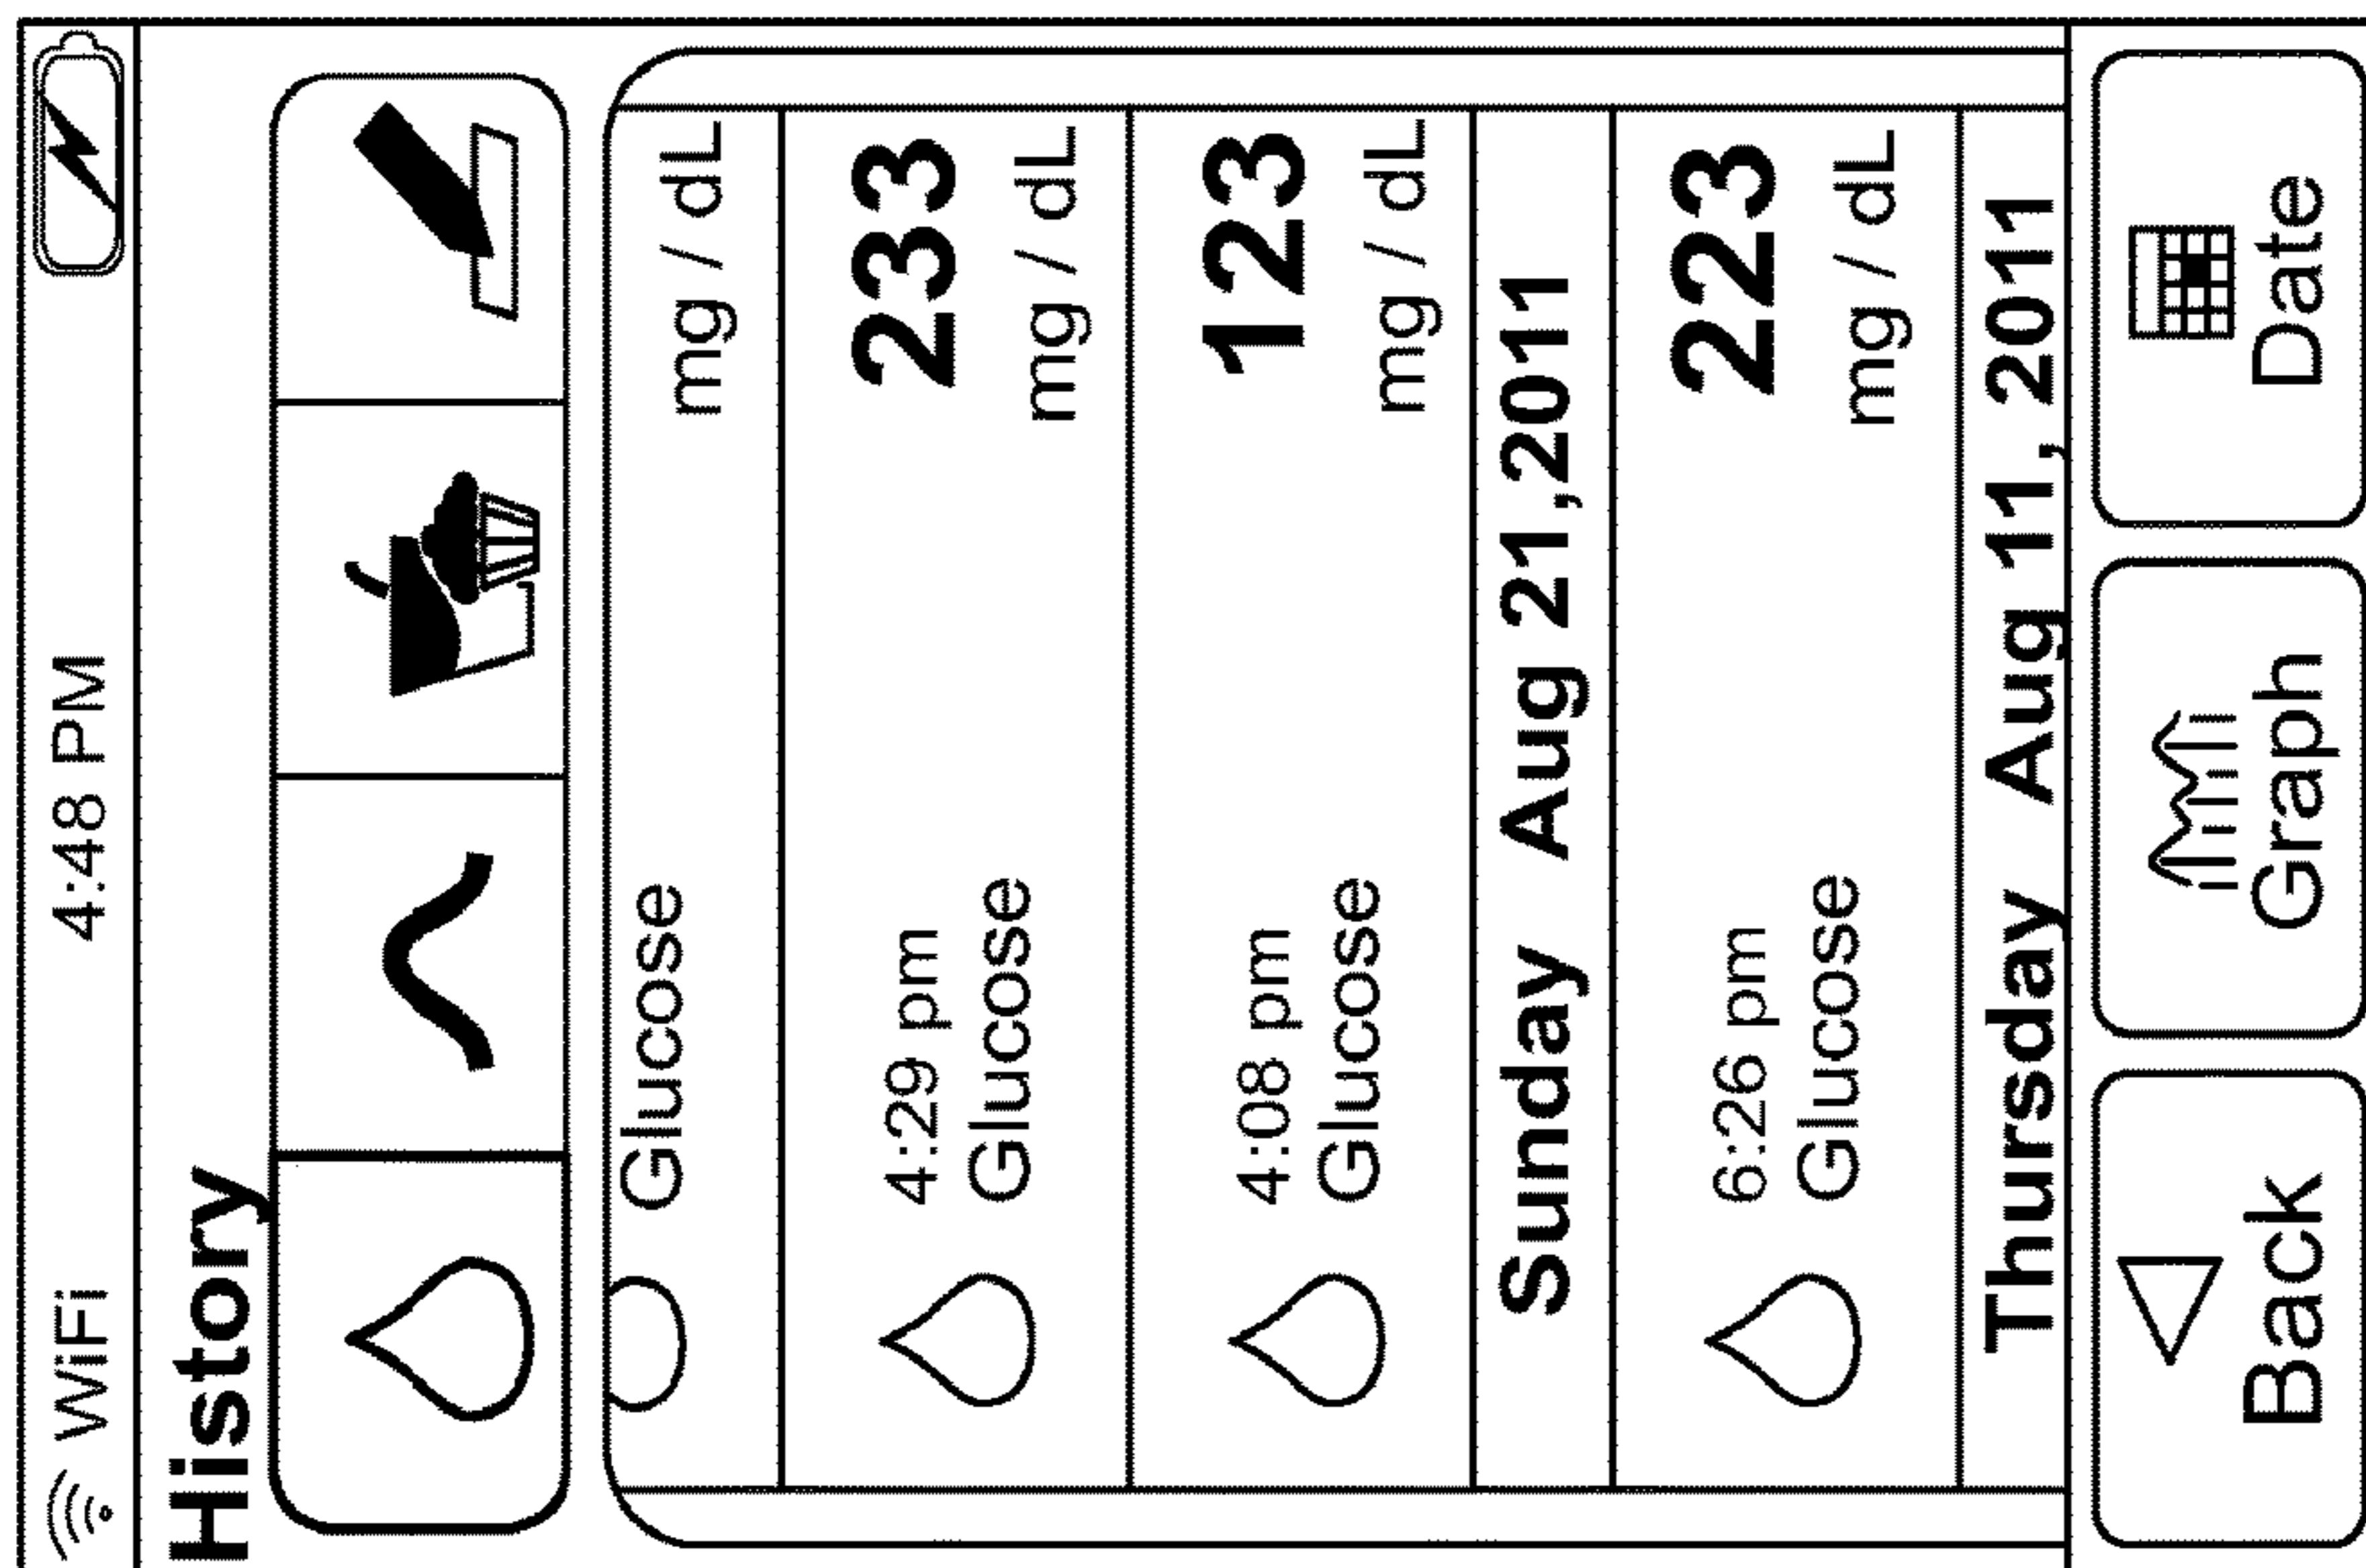 WiFi 4:48 PM
History
Glucose mg / dL
4:29 pm 233
Glucose mg / dL
4:08 pm 123
Glucose mg / dL
Sunday Aug 21,2011
6:26 pm 223
Glucose mg / dL
Thursday Aug 11, 2011
Back Graph Date